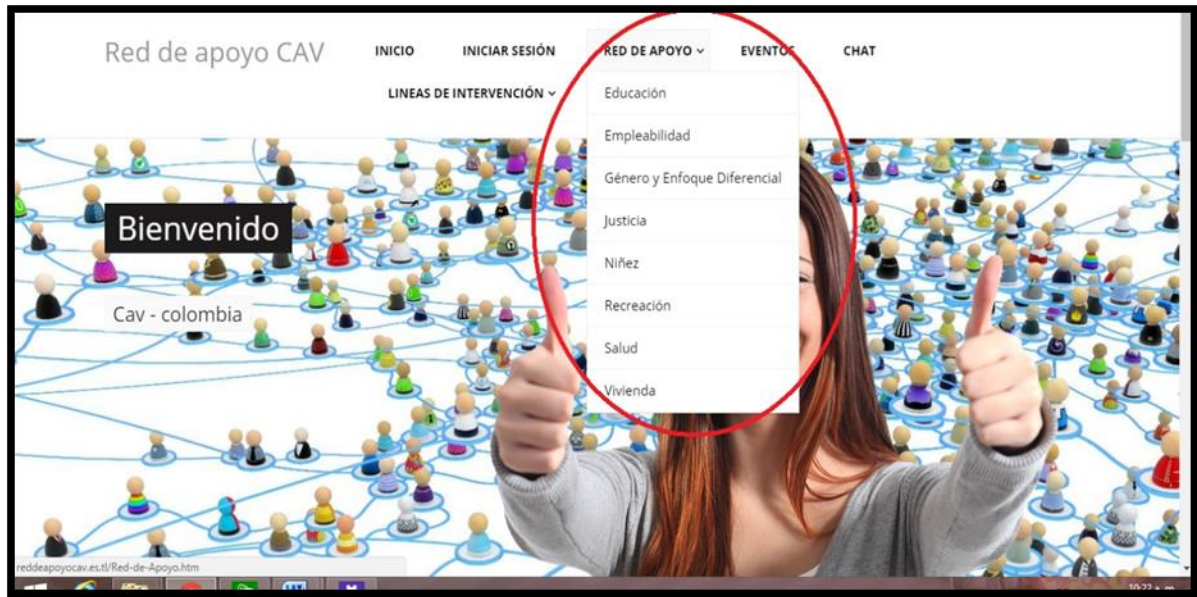 Red de apoyo CAV
INICIO INICIAR SESIÓN RED DE APOYO EVENTOS CHAT
LINEAS DE INTERVENCIÓN
Educación
Empleabilidad
Género y Enfoque Diferencial
Justicia
Niñez
Recreación
Salud
Vivienda
Bienvenido
Cav - colombia
reddeapoyocav.es.tl/Red-de-Apoyo.htm